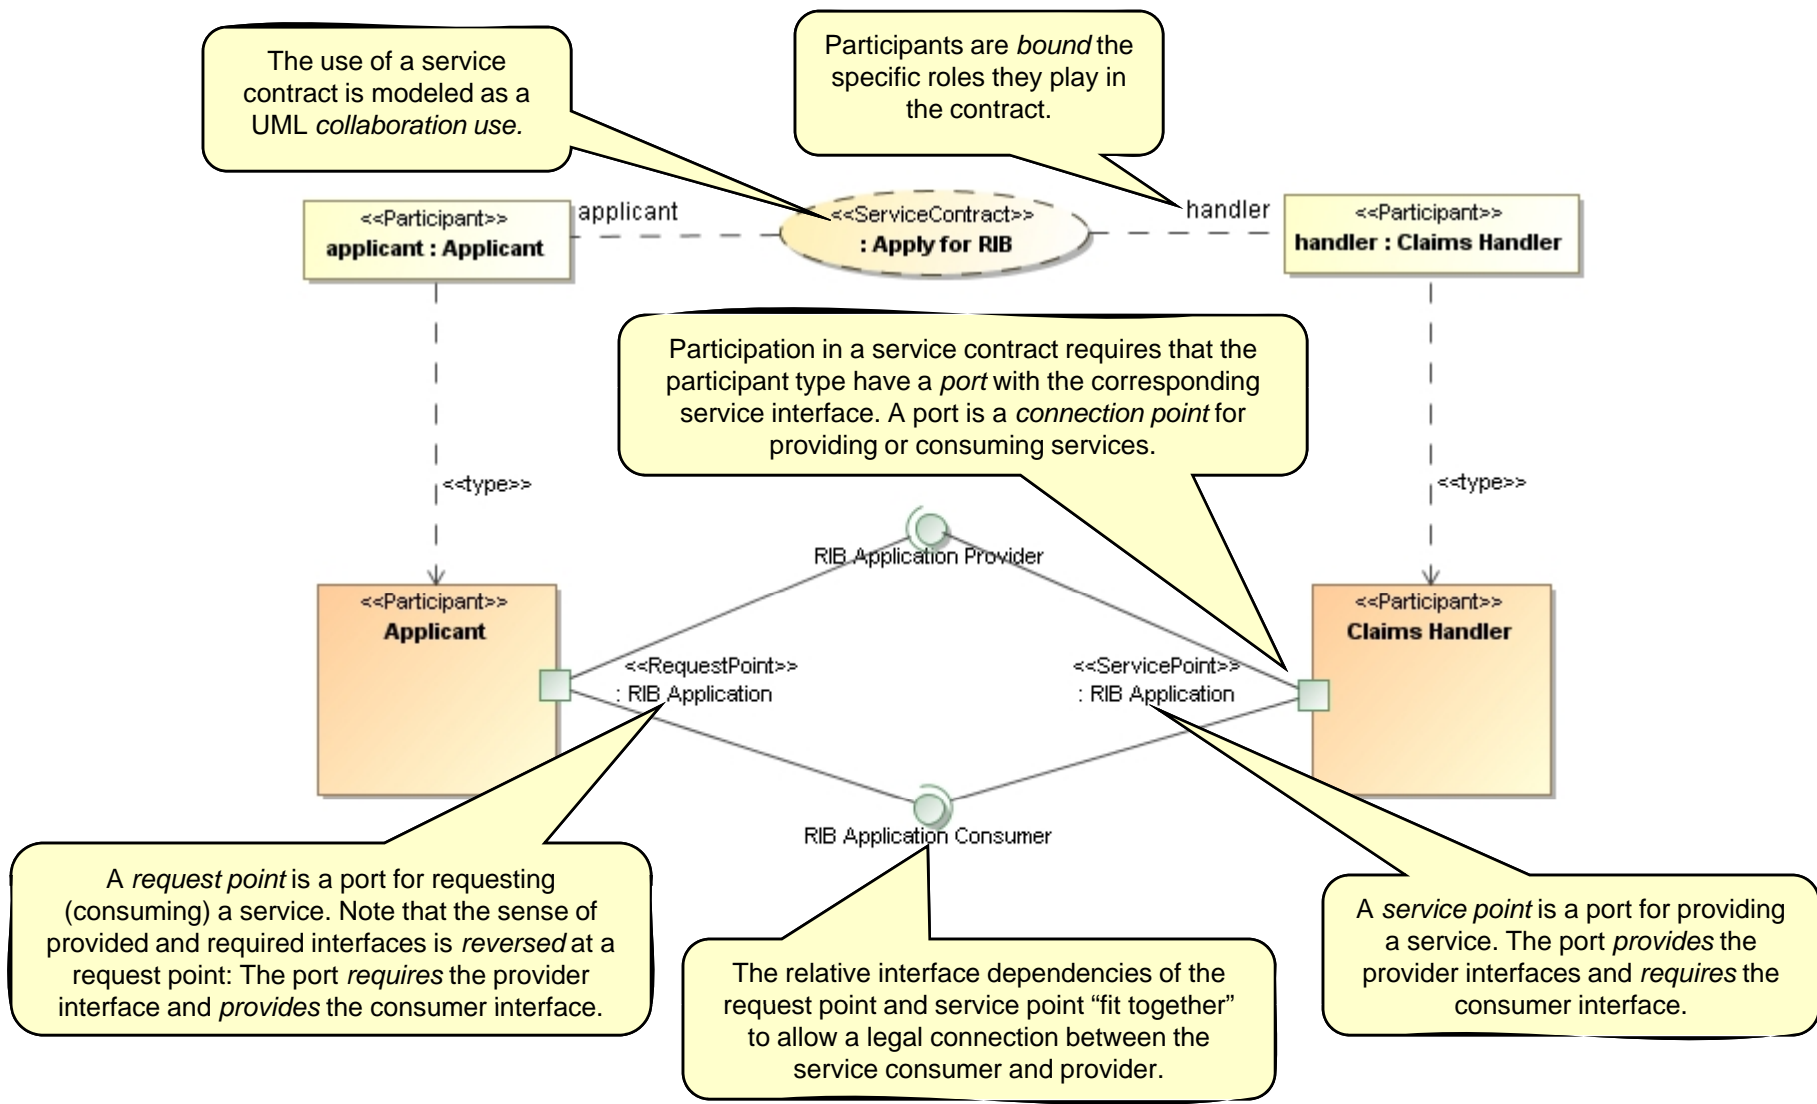 The use of a service
contract is modeled as a
UML collaboration use.
Participants are bound the
specific roles they play in
the contract.
<<Participant>>
applicant : Applicant
applicant
<<ServiceContract>>
: Apply for RIB
handler
<<Participant>>
handler : Claims Handler
Participation in a service contract requires that the
participant type have a port with the corresponding
service interface. A port is a connection point for
providing or consuming services.
<<type>>
<<type>>
RIB Application Provider
<<Participant>>
Applicant
<<RequestPoint>>
: RIB Application
<<ServicePoint>>
: RIB Application
<<Participant>>
Claims Handler
RIB Application Consumer
A request point is a port for requesting
(consuming) a service. Note that the sense of
provided and required interfaces is reversed at a
request point: The port requires the provider
interface and provides the consumer interface.
The relative interface dependencies of the
request point and service point “fit together”
to allow a legal connection between the
service consumer and provider.
A service point is a port for providing
a service. The port provides the
provider interfaces and requires the
consumer interface.